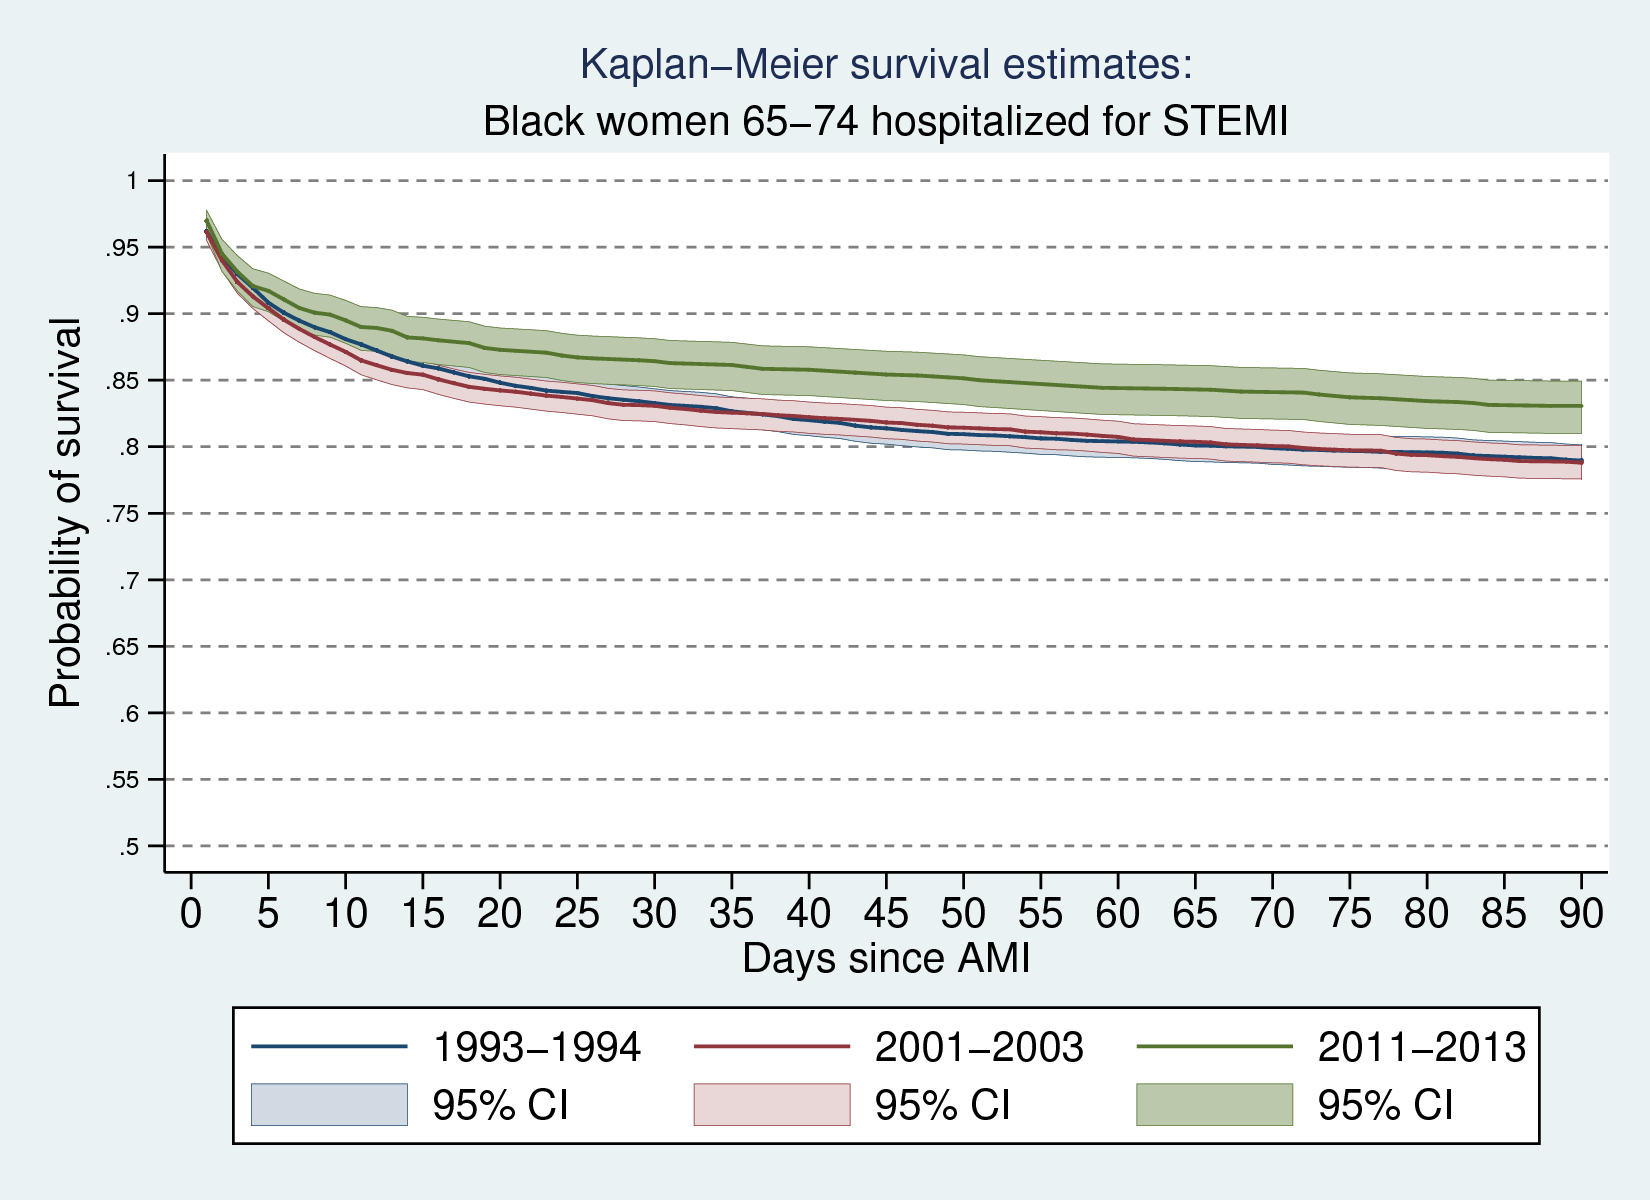 Kaplan–Meier survival estimates:
Black women 65–74 hospitalized for STEMI
Probability of survival
1
.95
.9
.85
.8
.75
.7
.65
.6
.55
.5
0 5 10 15 20 25 30 35 40 45 50 55 60 65 70 75 80 85 90
Days since AMI
1993–1994 2001–2003 2011–2013
95% CI 95% CI 95% CI